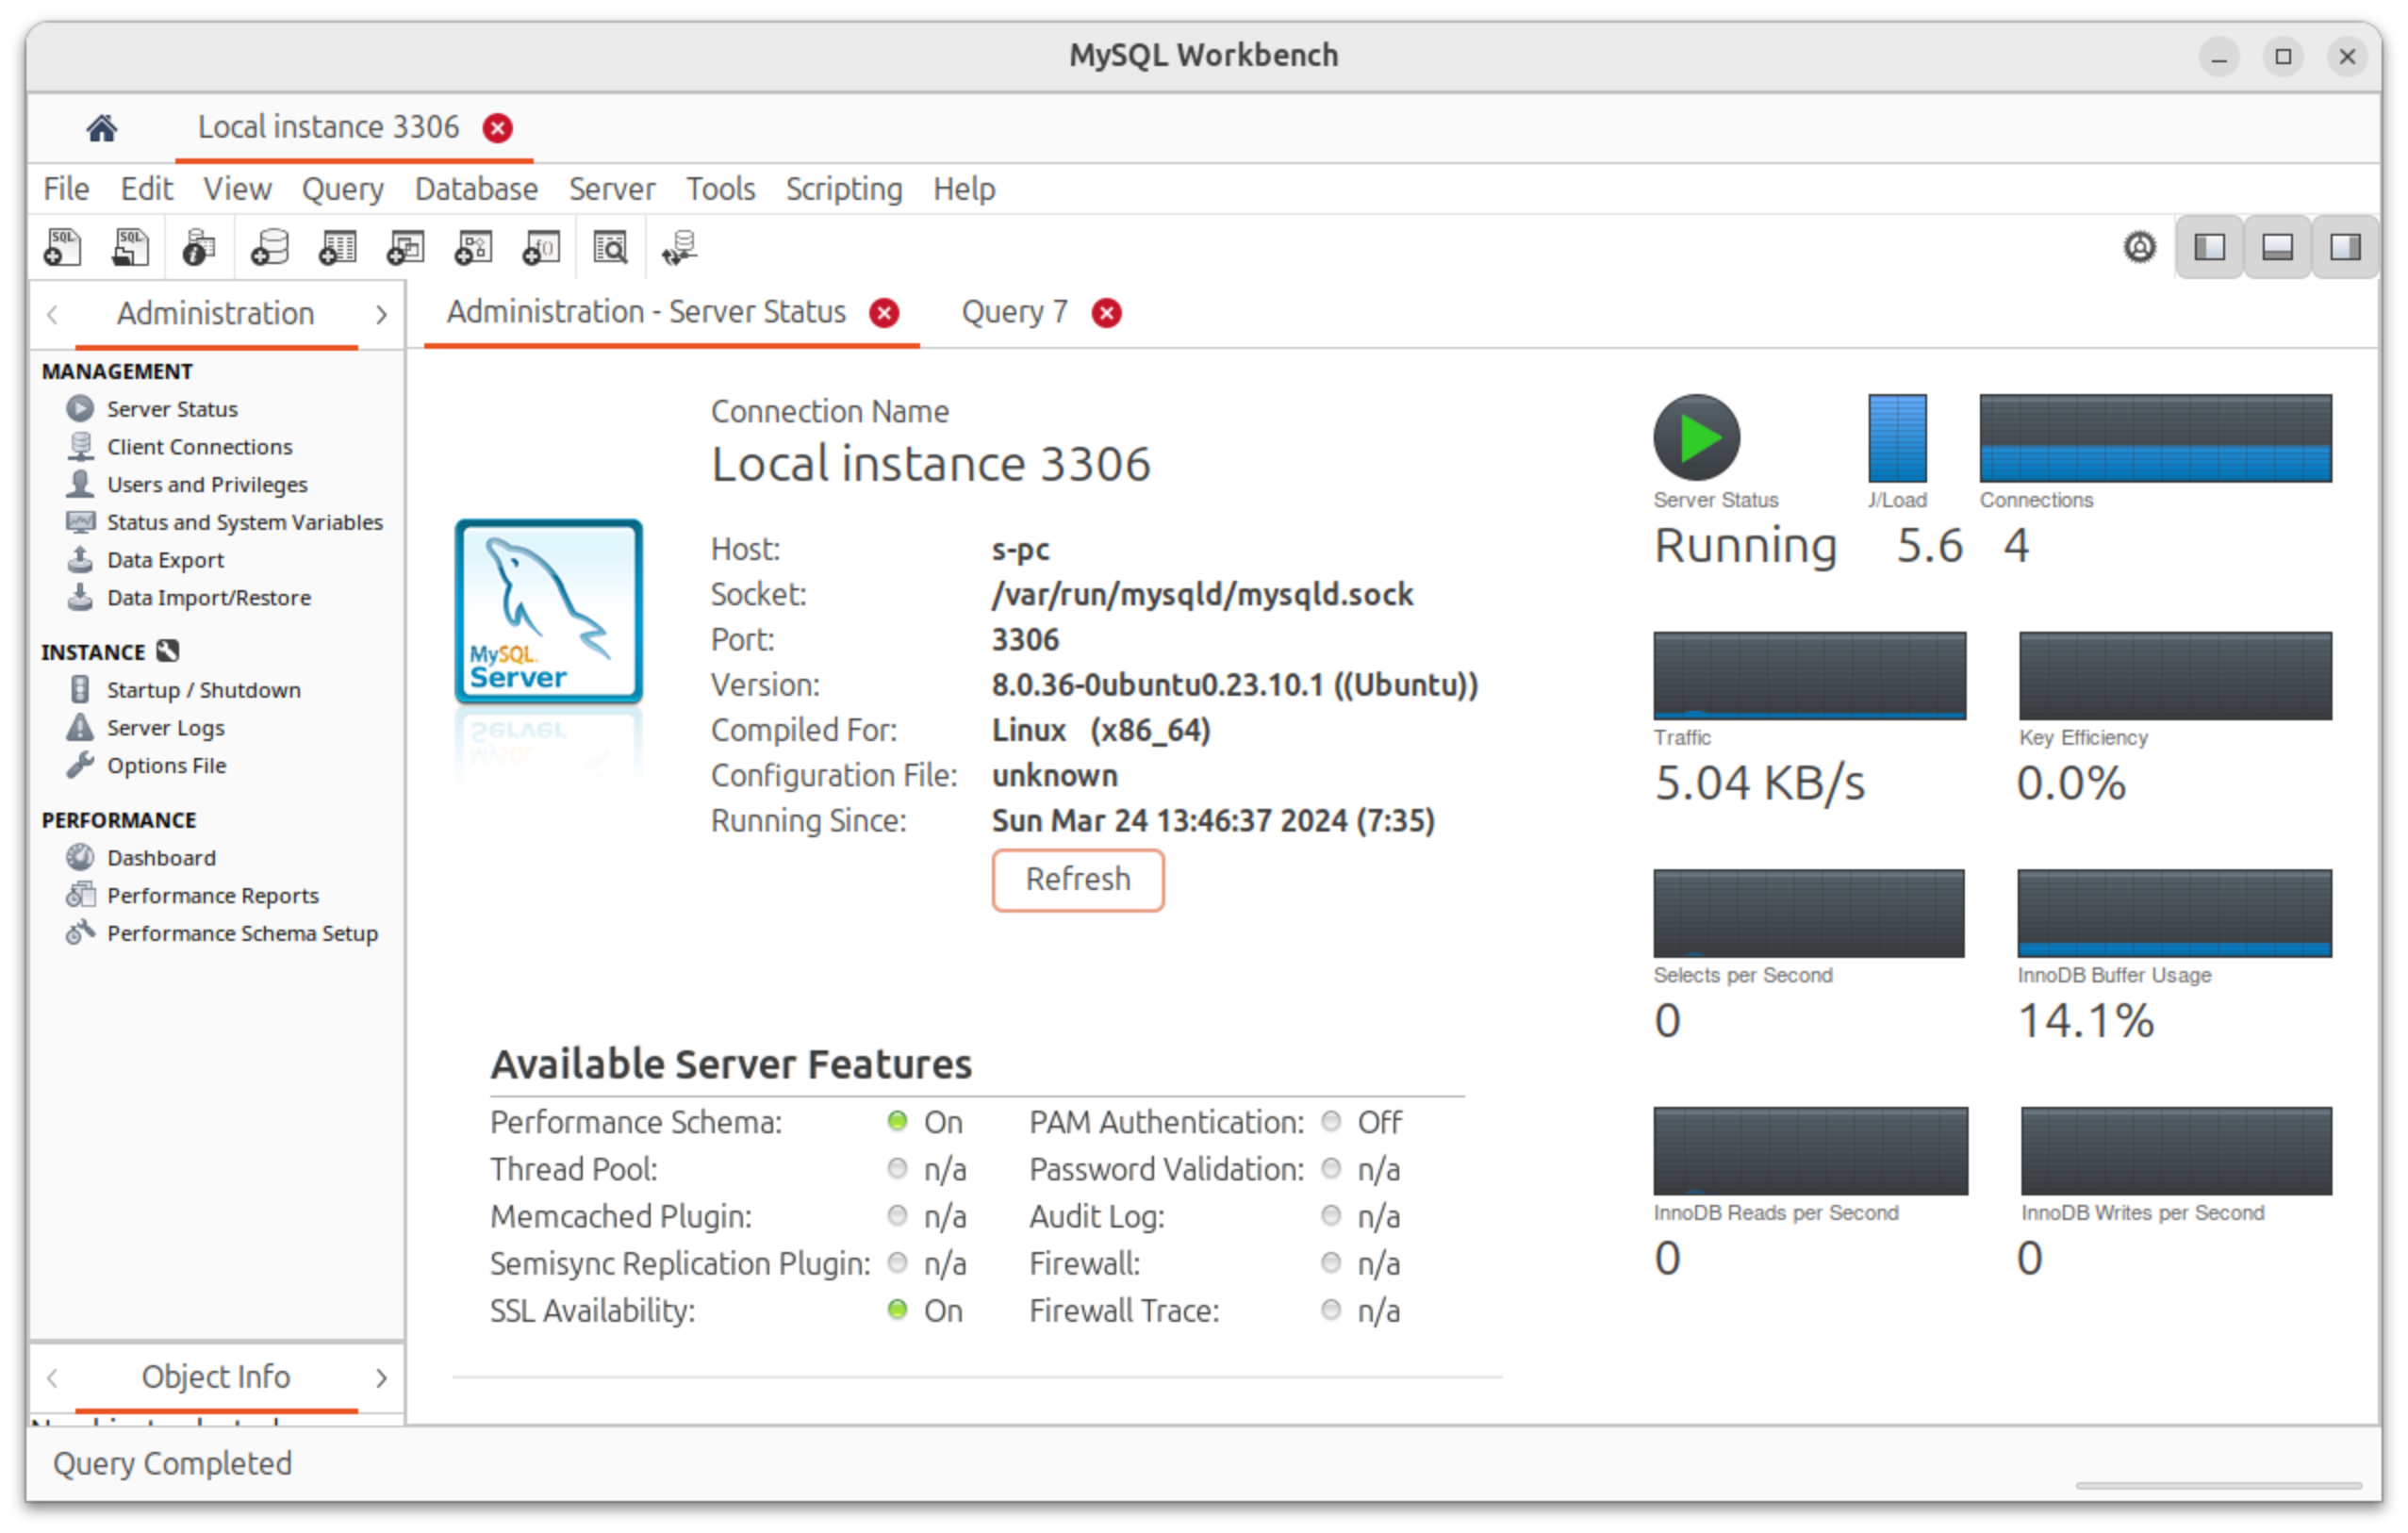 MySQL Workbench
Local instance 3306
File Edit View Query Database Server Tools Scripting Help
Administration
Administration - Server Status
Query 7
MANAGEMENT
Server Status
Client Connections
Users and Privileges
Status and System Variables
Data Export
Data Import/Restore
INSTANCE
Startup / Shutdown
Server Logs
Options File
PERFORMANCE
Dashboard
Performance Reports
Performance Schema Setup
Object Info
Connection Name
Local instance 3306
MySQL
Server
Host: s-pc
Socket: /var/run/mysqld/mysqld.sock
Port: 3306
Version: 8.0.36-0ubuntu0.23.10.1 ((Ubuntu))
Compiled For: Linux (x86_64)
Configuration File: unknown
Running Since: Sun Mar 24 13:46:37 2024 (7:35)
Refresh
Available Server Features
Performance Schema: On PAM Authentication: Off
Thread Pool: n/a Password Validation: n/a
Memcached Plugin: n/a Audit Log: n/a
Semisync Replication Plugin: n/a Firewall: n/a
SSL Availability: On Firewall Trace: n/a
Server Status J/Load Connections
Running 5.6 4
Traffic Key Efficiency
5.04 KB/s 0.0%
Selects per Second InnoDB Buffer Usage
0 14.1%
InnoDB Reads per Second InnoDB Writes per Second
0 0
Query Completed